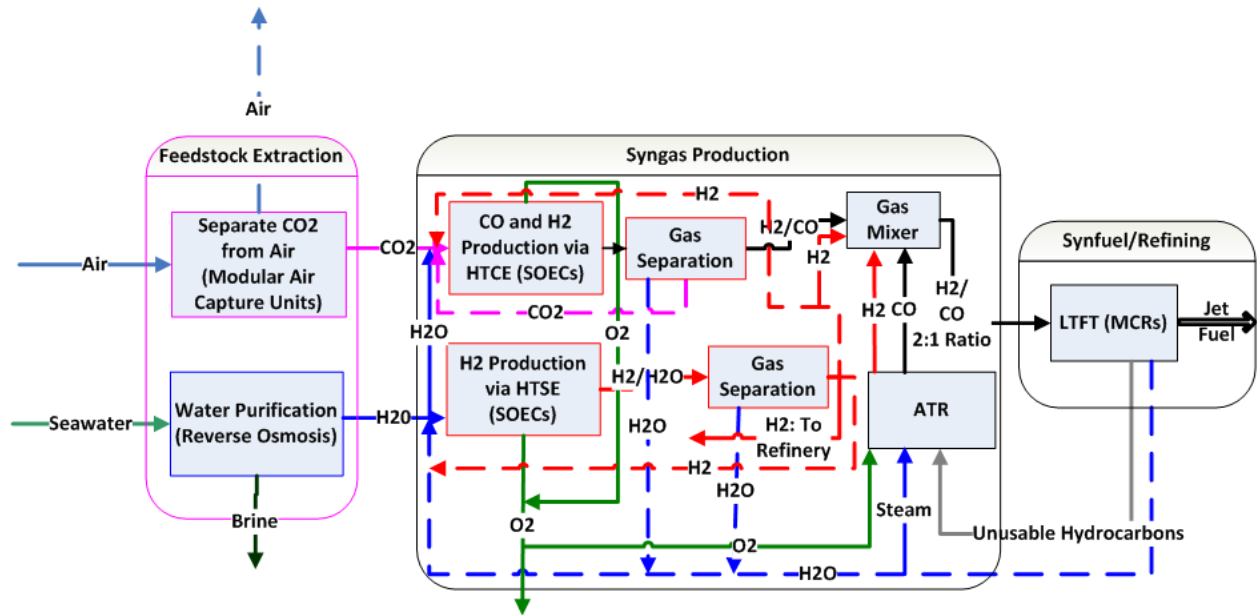 Air
Feedstock Extraction
Syngas Production
Separate CO2
from Air
(Modular Air
Capture Units)
Air
CO2
H2
CO and H2
Production via
HTCE (SOECs)
Gas
Separation
H2/CO
Gas
Mixer
H2
H2/
CO
2:1 Ratio
Synfuel/Refining
LTFT (MCRs)
Jet
Fuel
CO2
H2O
O2
H2
CO
Seawater
Water Purification
(Reverse Osmosis)
H20
H2 Production
via HTSE
(SOECs)
H2/H2O
Gas
Separation
ATR
H2: To
Refinery
H2O
H2
H2O
Brine
O2
O2
Steam
Unusable Hydrocarbons
H2O